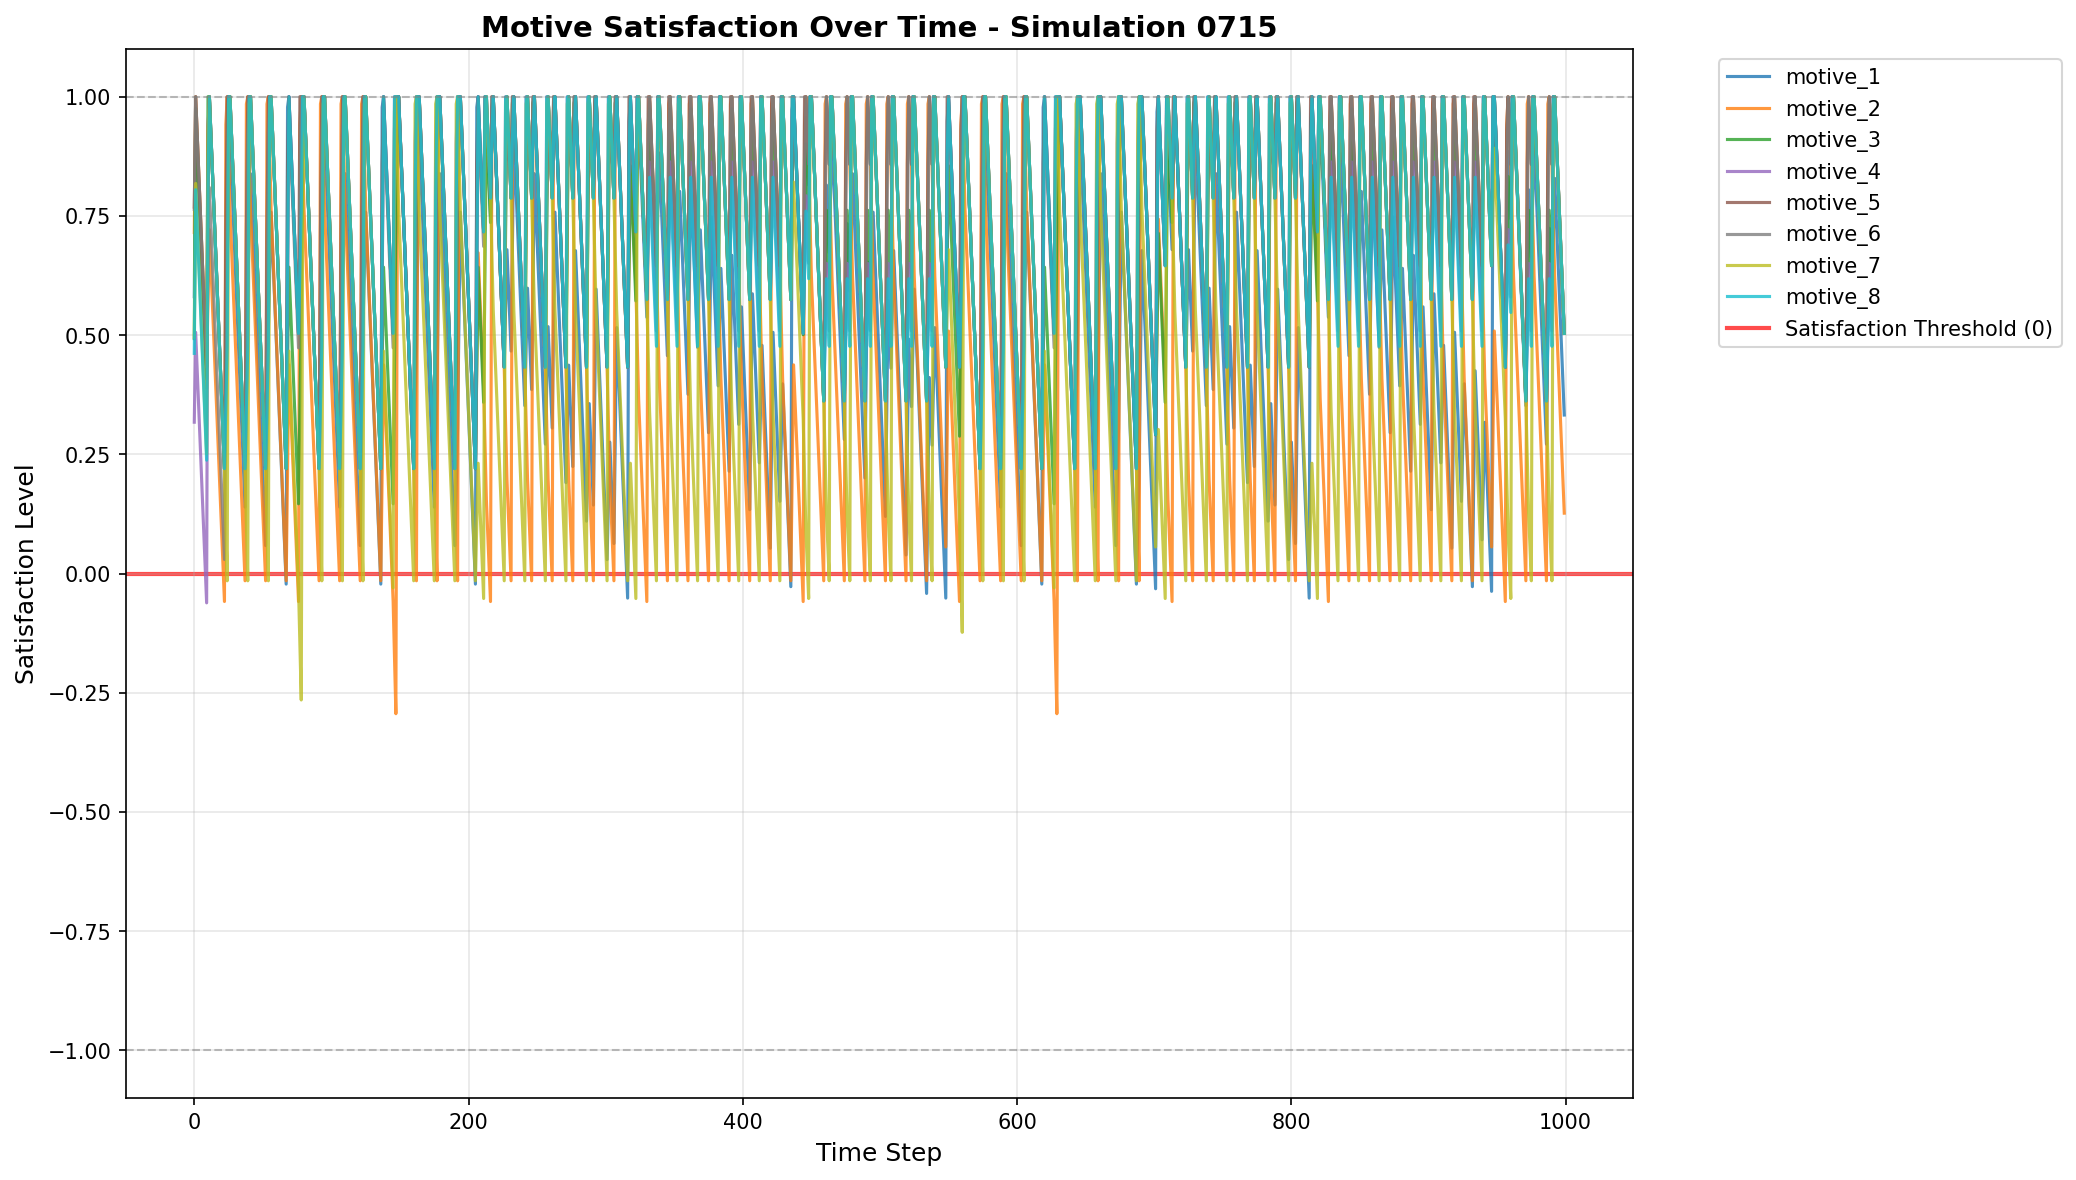 Motive Satisfaction Over Time - Simulation 0715
Satisfaction Level
1.00
0.75
0.50
0.25
0.00
−0.25
−0.50
−0.75
−1.00
0
200
400
600
800
1000
Time Step
motive_1
motive_2
motive_3
motive_4
motive_5
motive_6
motive_7
motive_8
Satisfaction Threshold (0)